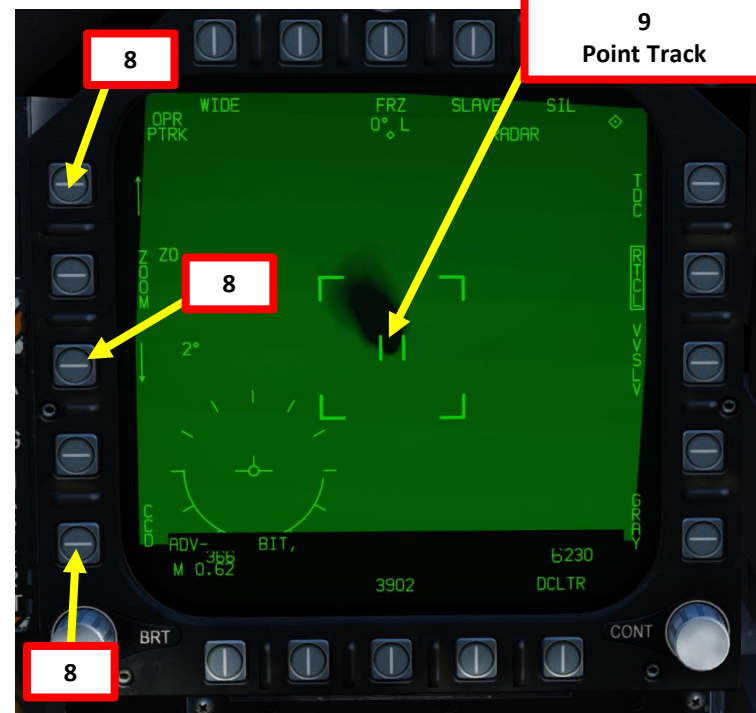 9
Point Track
8
WIDE
FRZ
SLAVE
SIL
OPR
PTRK
0° L
RADAR
TDC
ZOOM
ZO
RTCL
8
2°
VVSLV
CCD
GRAY
ADV-
BIT,
366
M 0.62
6230
3902
DCLTR
BRT
CONT
8